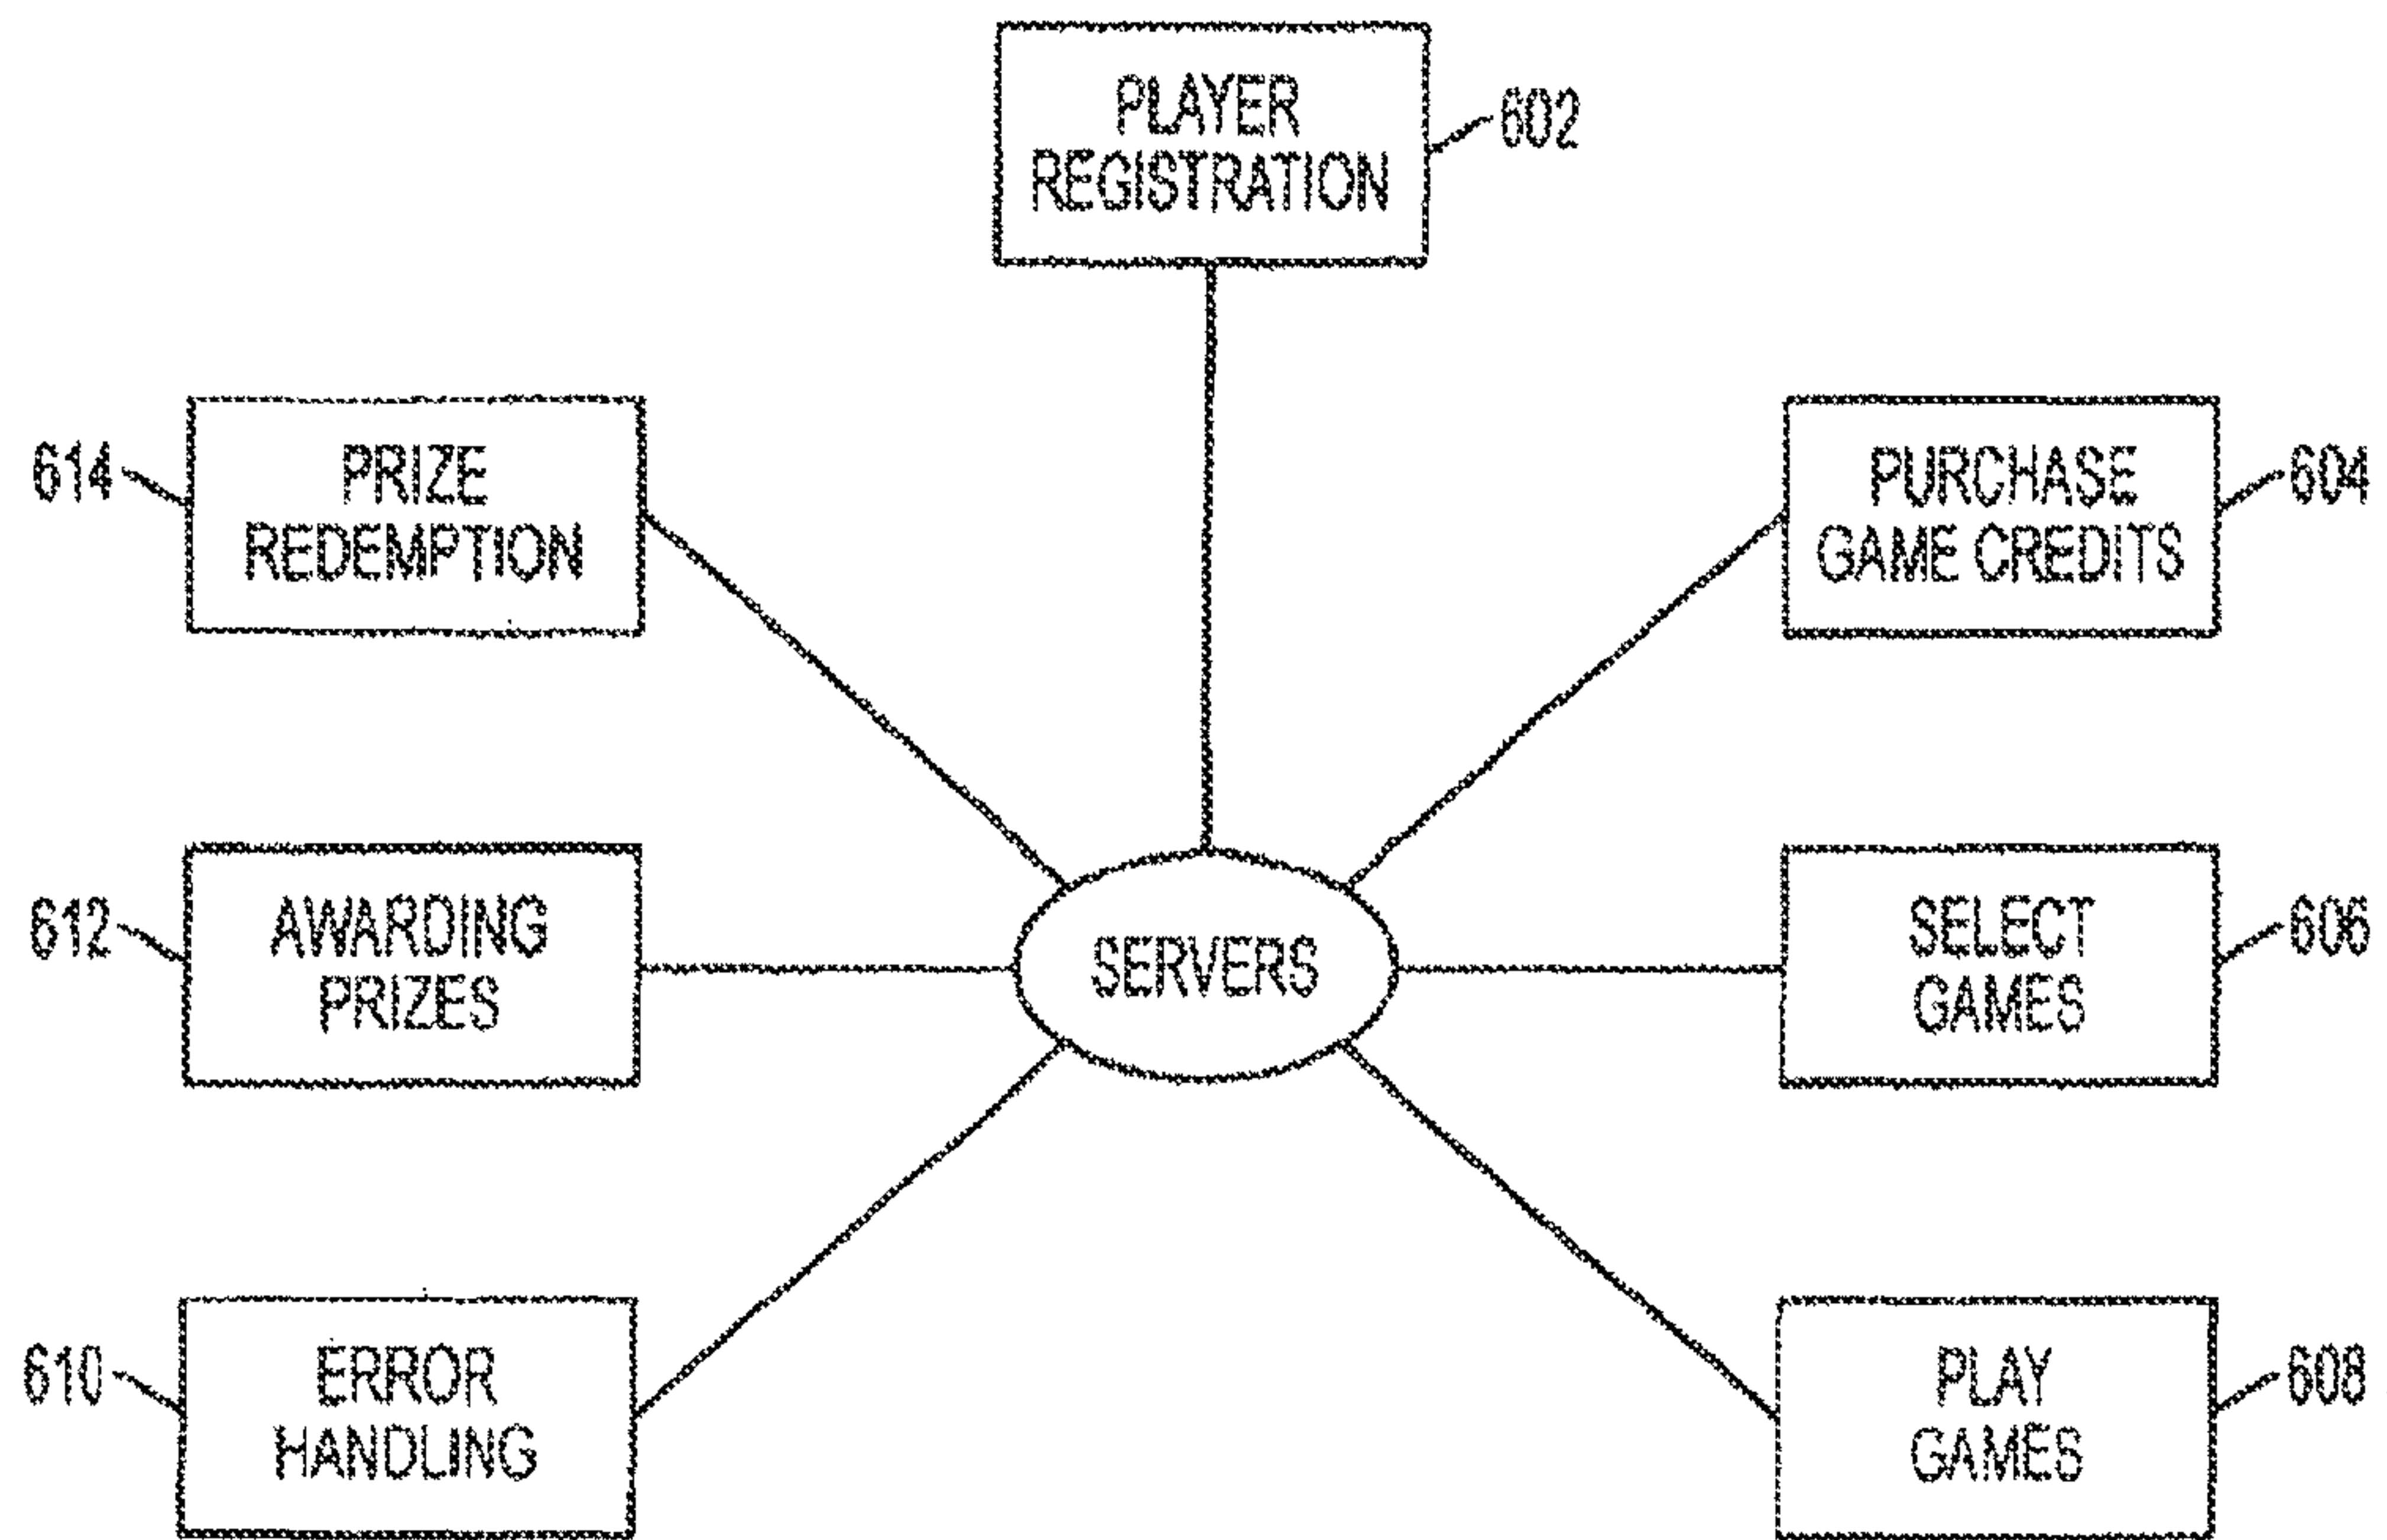 PLAYER
REGISTRATION
602
PRIZE
REDEMPTION
614
PURCHASE
GAME CREDITS
604
AWARDING
PRIZES
612
SERVERS
SELECT
GAMES
606
ERROR
HANDLING
610
PLAY
GAMES
608